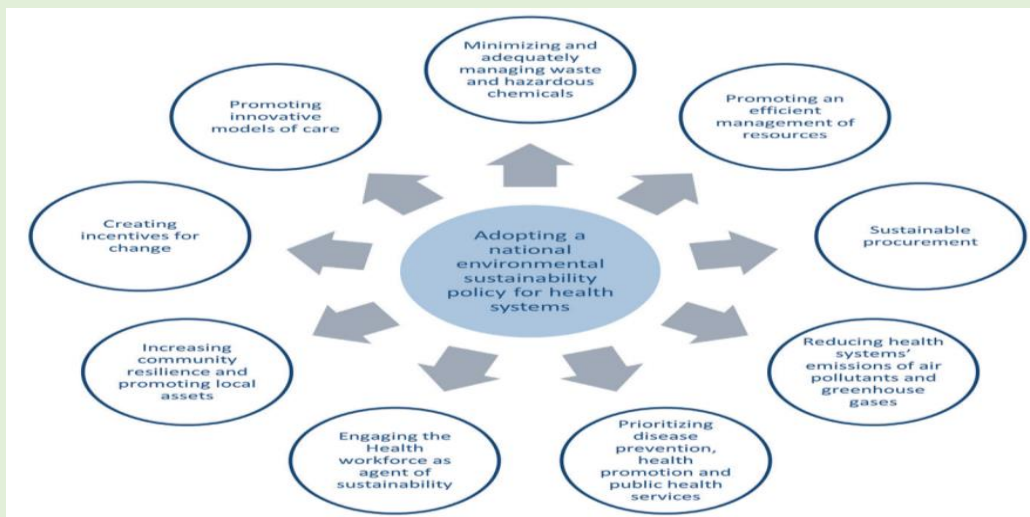 Minimizing and
adequately
managing waste
and hazardous
chemicals
Promoting an
efficient
management of
resources
Sustainable
procurement
Reducing health
systems'
emissions of air
pollutants and
greenhouse
gases
Prioritizing
disease
prevention,
health
promotion and
public health
services
Engaging the
Health
workforce as
agent of
sustainability
Increasing
community
resilience and
promoting local
assets
Creating
incentives for
change
Promoting
innovative
models of care
Adopting a
national
environmental
sustainability
policy for health
systems